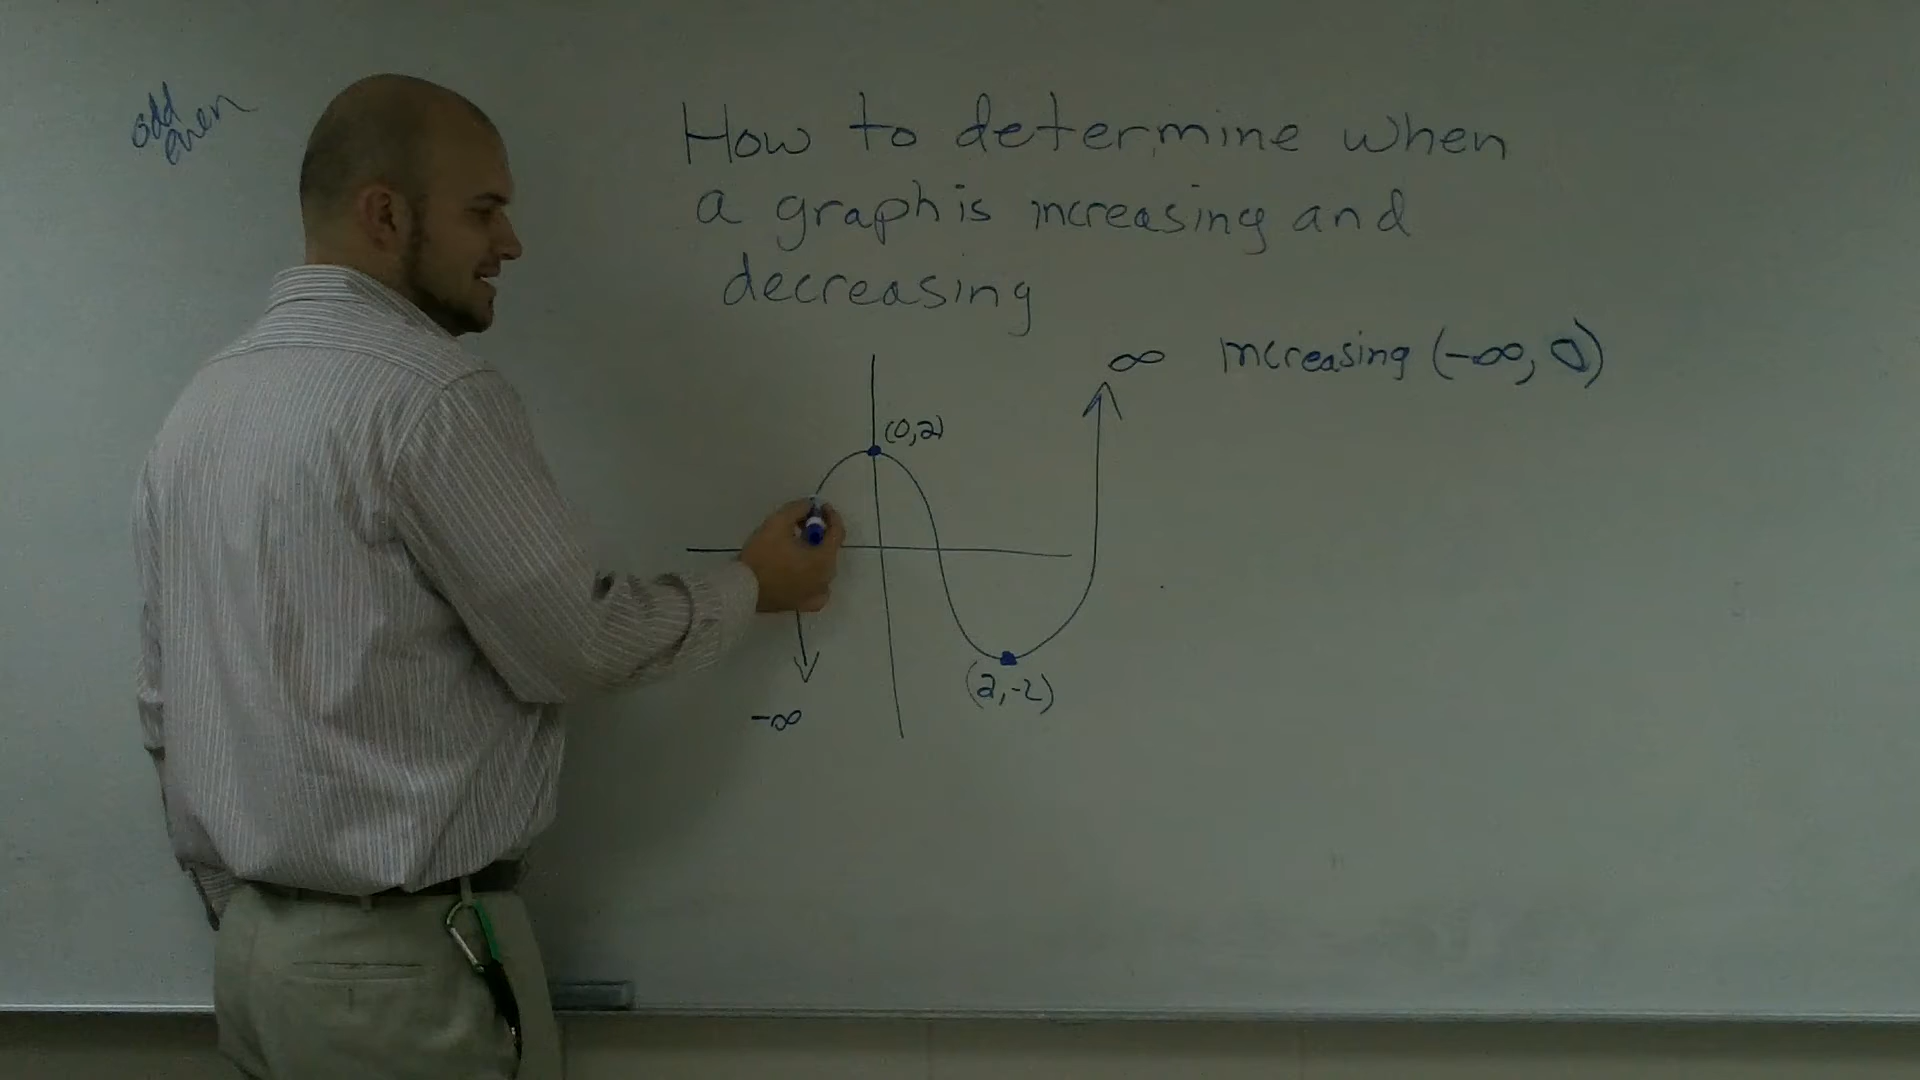 odd
even
How to determine when
a graph is increasing and
decreasing
∞ increasing (-∞, 0)
(0,2)
(2,-2)
-∞